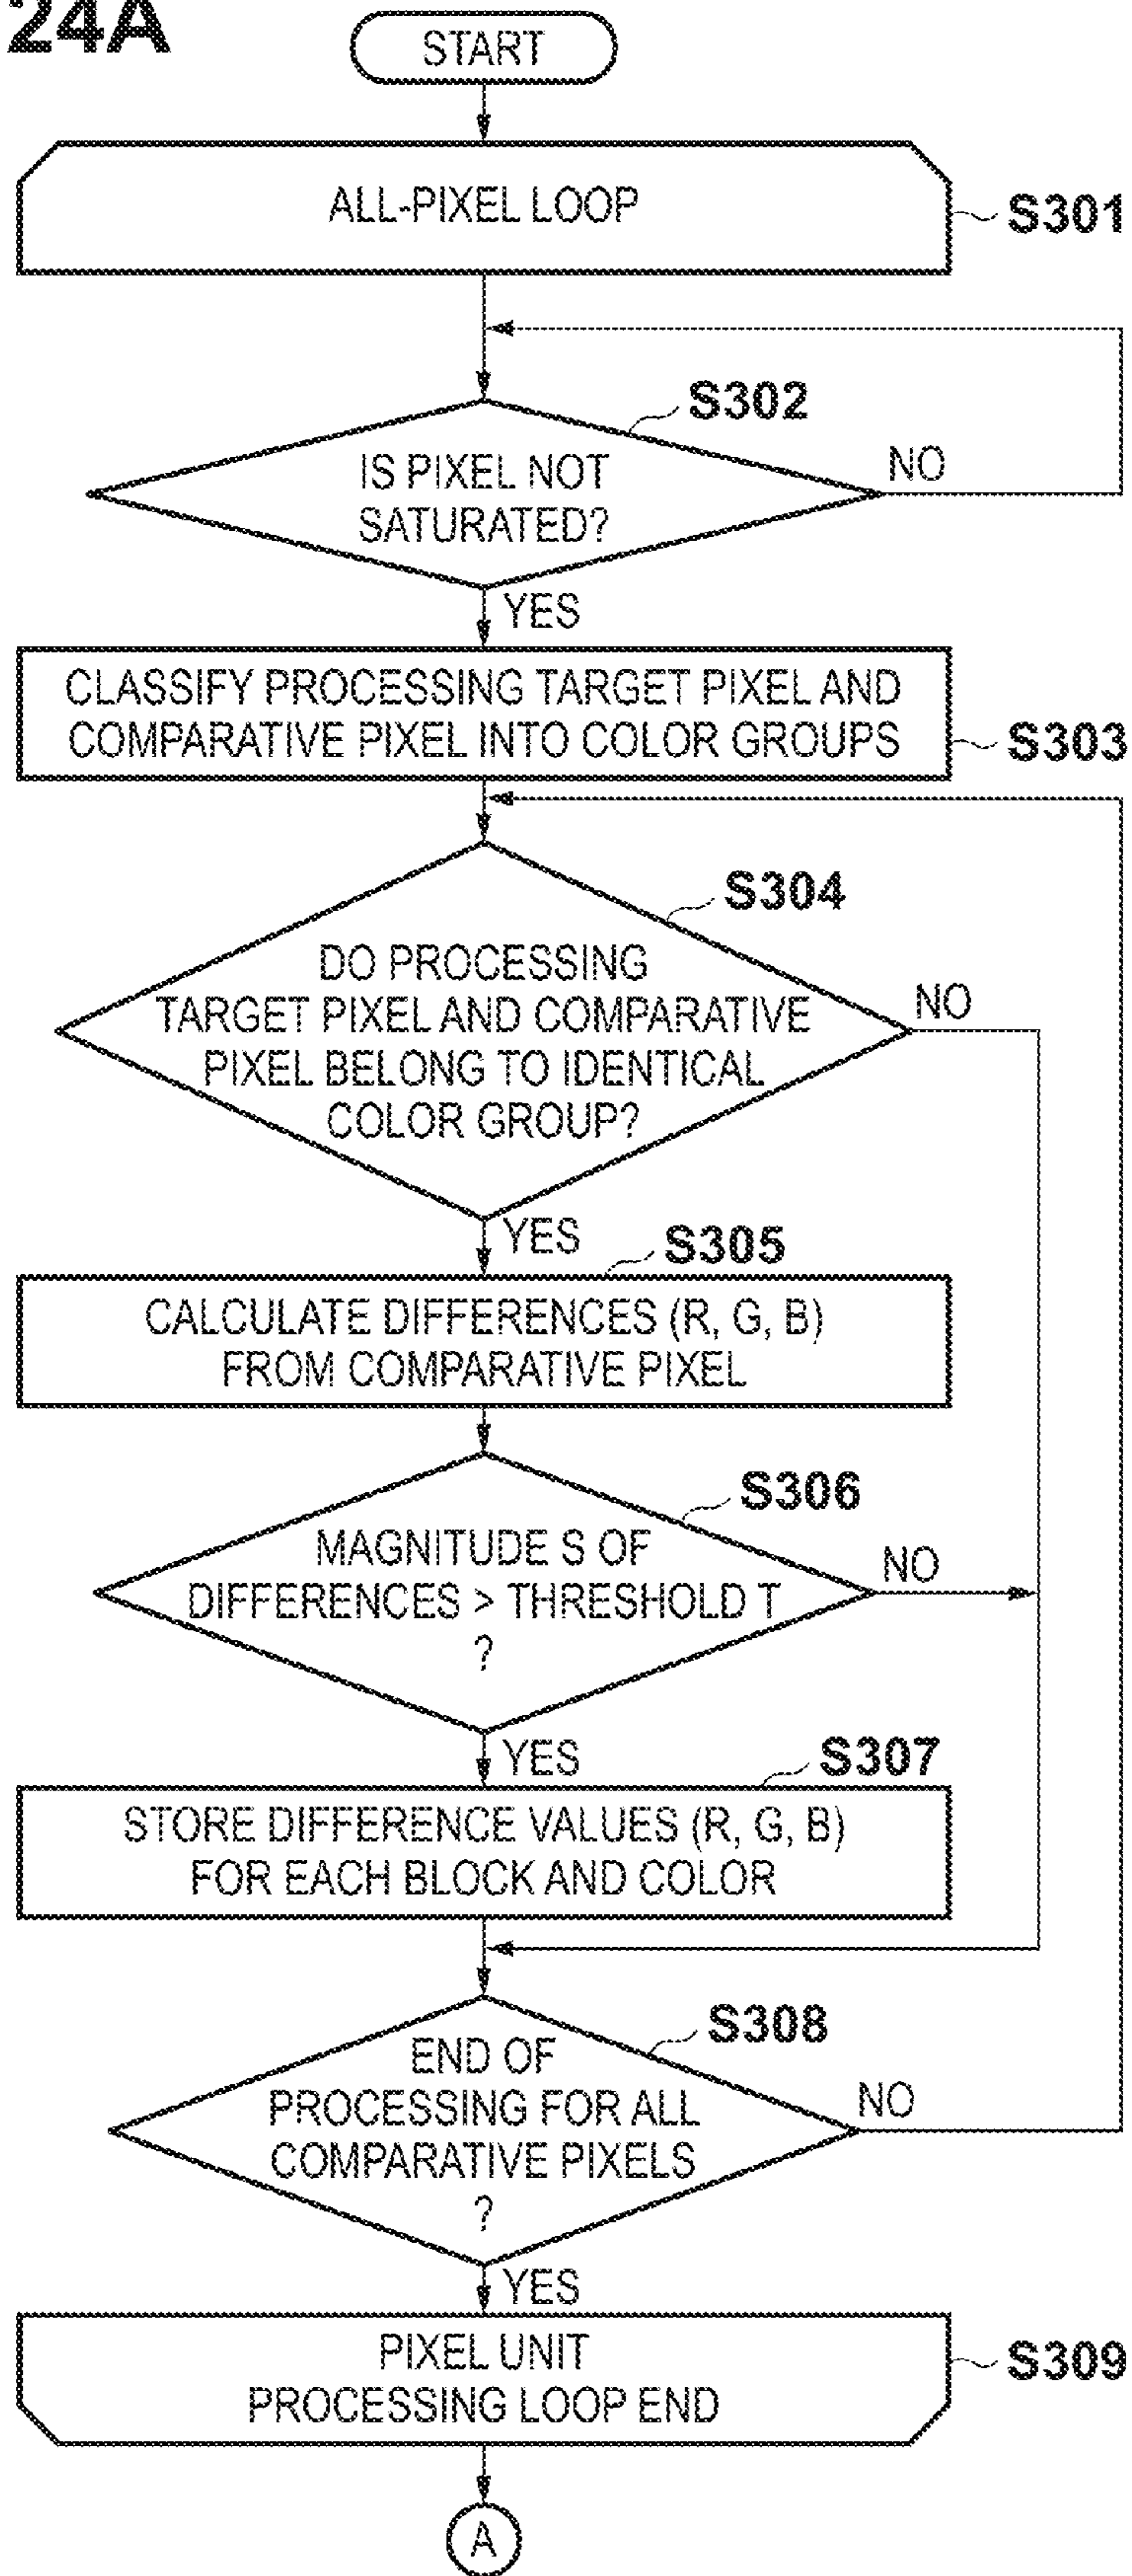 24A
START
ALL-PIXEL LOOP
S301
S302
IS PIXEL NOT
SATURATED?
NO
YES
CLASSIFY PROCESSING TARGET PIXEL AND
COMPARATIVE PIXEL INTO COLOR GROUPS
S303
S304
DO PROCESSING
TARGET PIXEL AND COMPARATIVE
PIXEL BELONG TO IDENTICAL
COLOR GROUP?
NO
YES
S305
CALCULATE DIFFERENCES (R, G, B)
FROM COMPARATIVE PIXEL
S306
MAGNITUDE S OF
DIFFERENCES > THRESHOLD T
?
NO
YES
S307
STORE DIFFERENCE VALUES (R, G, B)
FOR EACH BLOCK AND COLOR
S308
END OF
PROCESSING FOR ALL
COMPARATIVE PIXELS
?
NO
YES
PIXEL UNIT
PROCESSING LOOP END
S309
A